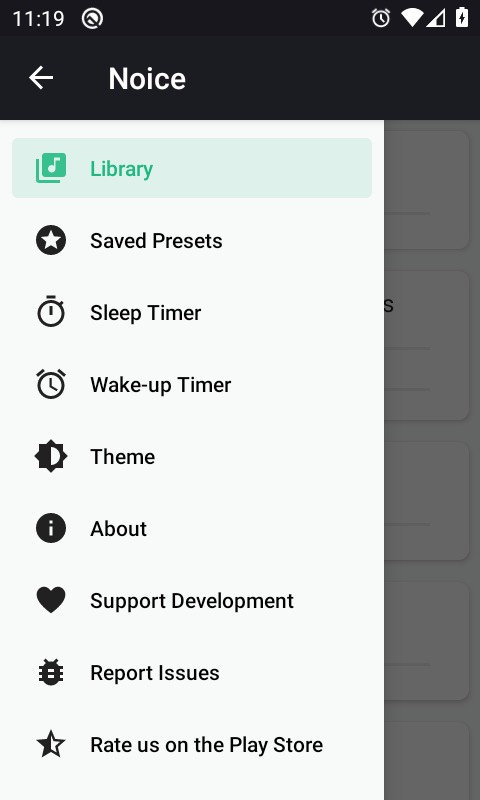 11:19
Noice
Library
s
Saved Presets
Sleep Timer
Wake-up Timer
Theme
About
Support Development
Report Issues
Rate us on the Play Store